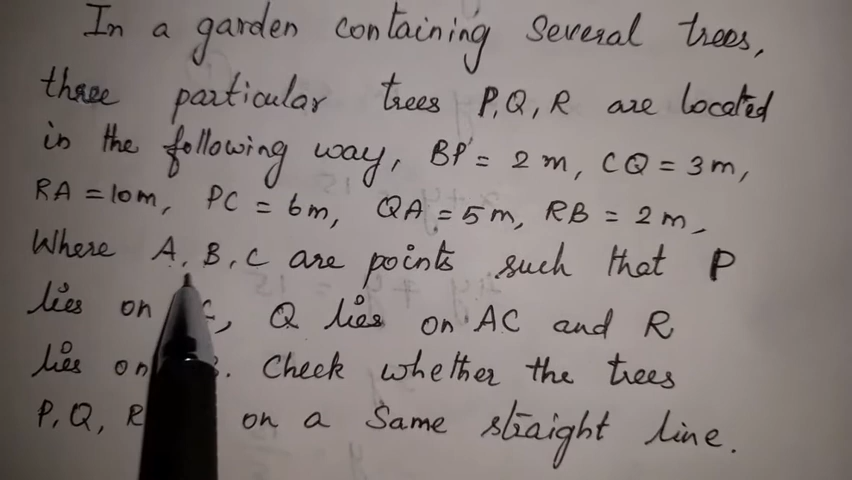 In a garden containing several trees,
three particular trees P, Q, R are located
in the following way, BP = 2 m, CQ = 3 m,
RA = 10 m, PC = 6 m, QA = 5 m, RB = 2 m,
Where A, B, C are points such that P
lies on C, Q lies on AC and R
lies on B. Check whether the trees
P, Q, R on a same straight line.